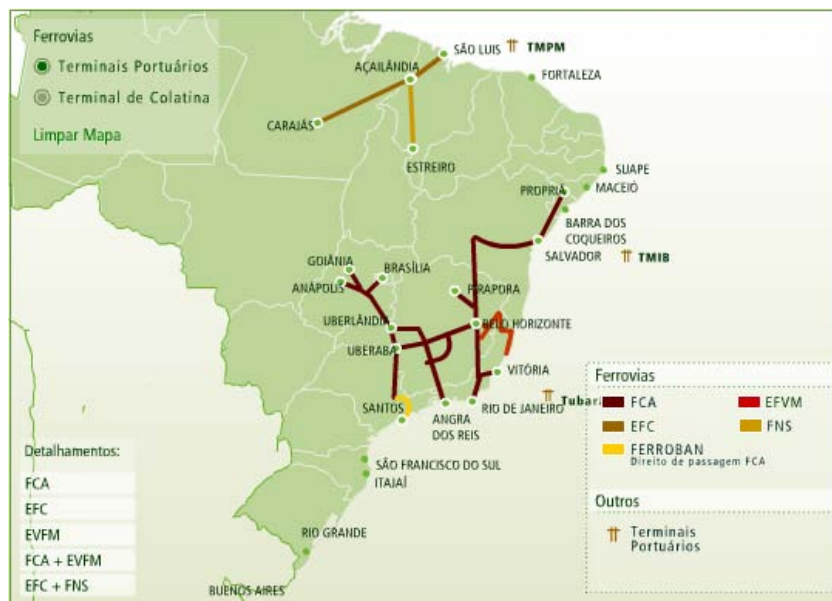 Ferrovias
Terminais Portuários
Terminal de Colatina
Limpar Mapa
SÃO LUIS
TMPM
AÇAILÂNDIA
FORTALEZA
CARAJÁS
ESTREIRO
SUAPE
PROPRIÁ
MACEIÓ
BARRA DOS
COQUEIROS
SALVADOR
TMIB
GOIÂNIA
BRASÍLIA
ANÁPOLIS
PIRAPORA
UBERLÂNDIA
BELO HORIZONTE
UBERABA
VITÓRIA
SANTOS
ANGRA
DOS REIS
RIO DE JANEIRO
Tubar
SÃO FRANCISCO DO SUL
ITAJAÍ
RIO GRANDE
BUENOS AIRES
Detalhamentos:
FCA
EFC
EVFM
FCA + EVFM
EFC + FNS
Ferrovias
FCA
EFVM
EFC
FNS
FERROBAN
Direito de passagem FCA
Outros
Terminais
Portuários